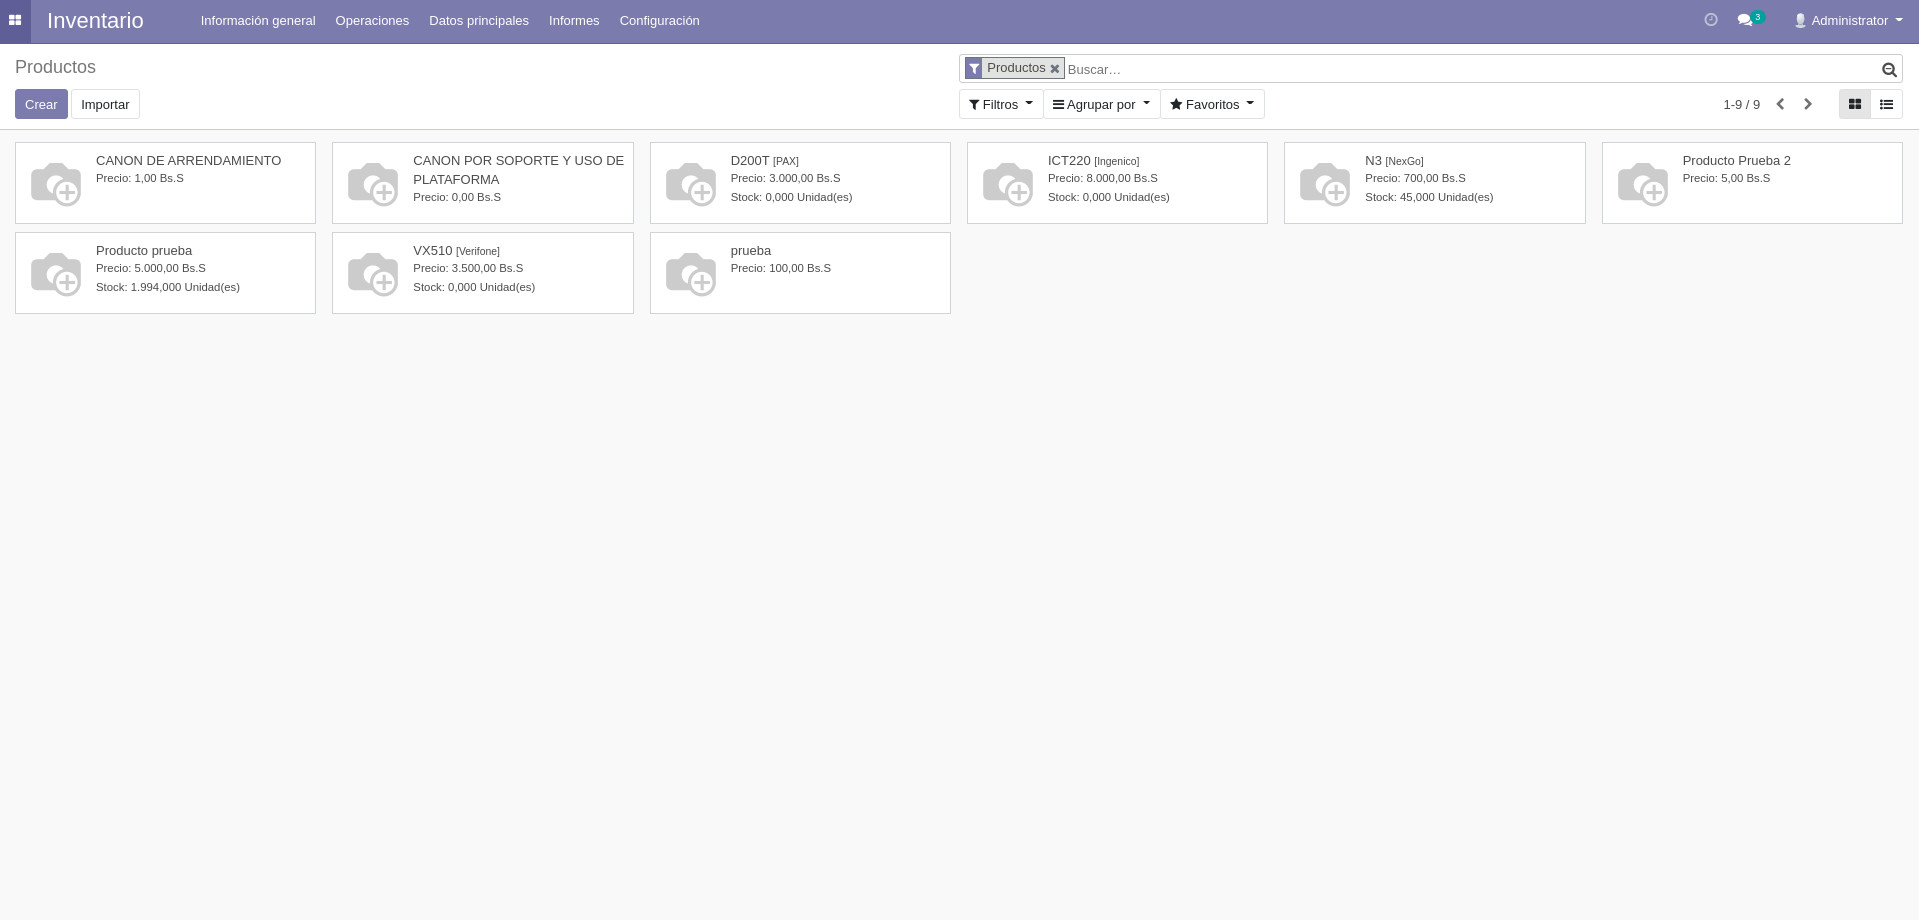 Inventario Información general Operaciones Datos principales Informes Configuración 3 Administrator
Productos
Productos Buscar...
Crear Importar Filtros Agrupar por Favoritos 1-9 / 9
CANON DE ARRENDAMIENTO
Precio: 1,00 Bs.S
CANON POR SOPORTE Y USO DE
PLATAFORMA
Precio: 0,00 Bs.S
D200T [PAX]
Precio: 3.000,00 Bs.S
Stock: 0,000 Unidad(es)
ICT220 [Ingenico]
Precio: 8.000,00 Bs.S
Stock: 0,000 Unidad(es)
N3 [NexGo]
Precio: 700,00 Bs.S
Stock: 45,000 Unidad(es)
Producto Prueba 2
Precio: 5,00 Bs.S
Producto prueba
Precio: 5.000,00 Bs.S
Stock: 1.994,000 Unidad(es)
VX510 [Verifone]
Precio: 3.500,00 Bs.S
Stock: 0,000 Unidad(es)
prueba
Precio: 100,00 Bs.S